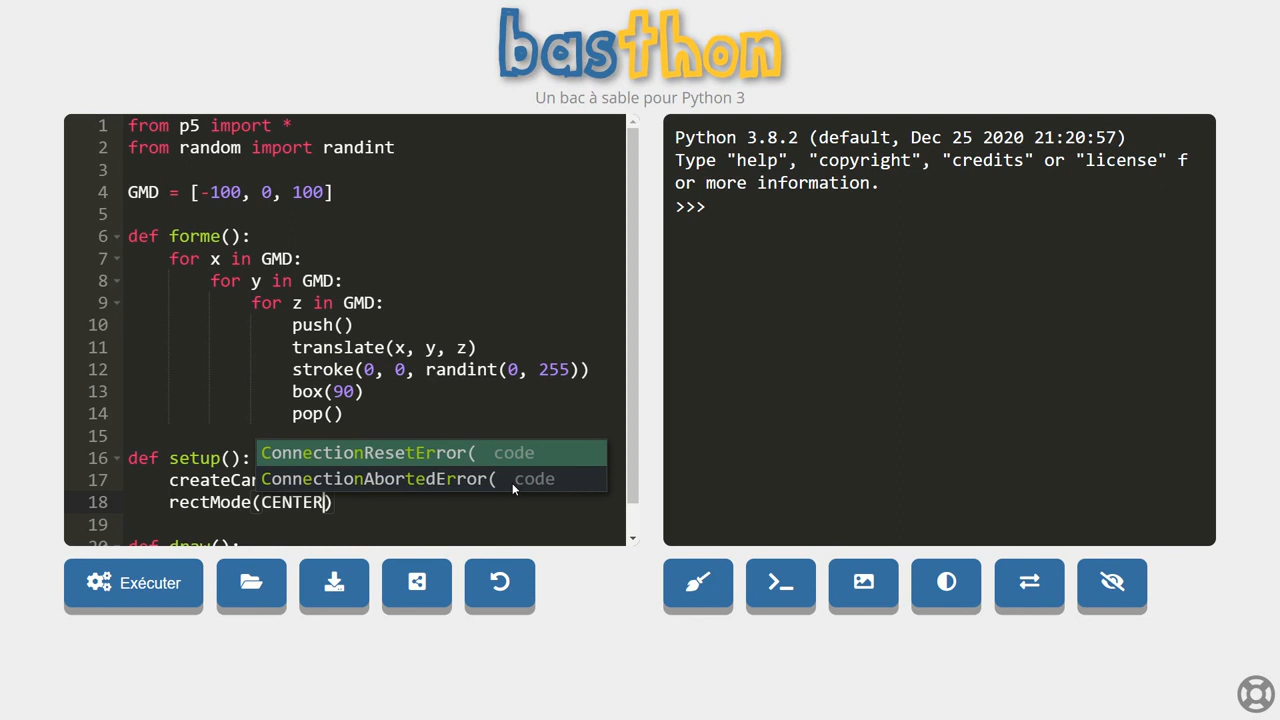 basthon
Un bac à sable pour Python 3
1 from p5 import *
2 from random import randint
3
4 GMD = [-100, 0, 100]
5
6 def forme():
7 for x in GMD:
8 for y in GMD:
9 for z in GMD:
10 push()
11 translate(x, y, z)
12 stroke(0, 0, randint(0, 255))
13 box(90)
14 pop()
15
16 def setup():
17 createCa
18 rectMode(CENTER)
19
20 def draw():
ConnectionResetError( code
ConnectionAbortedError( code
Exécuter
Python 3.8.2 (default, Dec 25 2020 21:20:57)
Type "help", "copyright", "credits" or "license" f
or more information.
>>>